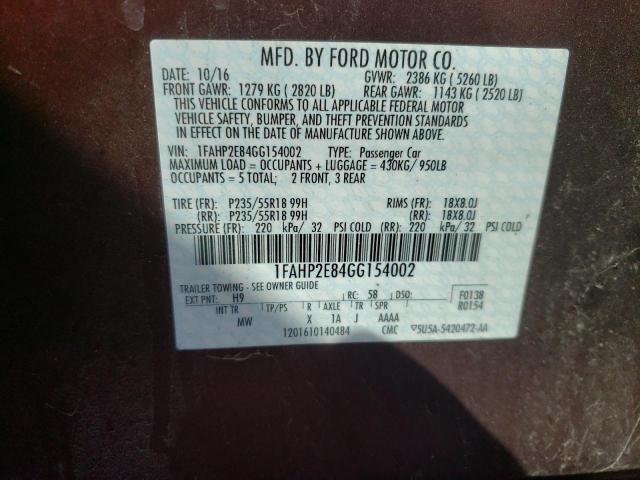 MFD. BY FORD MOTOR CO.
DATE: 10/16 GVWR: 2386 KG ( 5260 LB)
FRONT GAWR: 1279 KG ( 2820 LB) REAR GAWR: 1143 KG ( 2520 LB)
THIS VEHICLE CONFORMS TO ALL APPLICABLE FEDERAL MOTOR
VEHICLE SAFETY, BUMPER, AND THEFT PREVENTION STANDARDS
IN EFFECT ON THE DATE OF MANUFACTURE SHOWN ABOVE.
VIN: 1FAHP2E84GG154002 TYPE: Passenger Car
MAXIMUM LOAD = OCCUPANTS + LUGGAGE = 430KG/ 950LB
OCCUPANTS = 5 TOTAL; 2 FRONT, 3 REAR
TIRE (FR): P235/55R18 99H RIMS (FR): 18X8.0J
(RR): P235/55R18 99H (RR): 18X8.0J
PRESSURE (FR): 220 kPa/ 32 PSI COLD (RR): 220 kPa/ 32 PSI COLD
1FAHP2E84GG154002
TRAILER TOWING - SEE OWNER GUIDE
EXT PNT: H9 RC: 58 DSO: F0138
INT TR TP/PS R AXLE TR SPR R0154
MW X 1A J AAAA
1201610140484 CMC 5U5A-5420472-AA